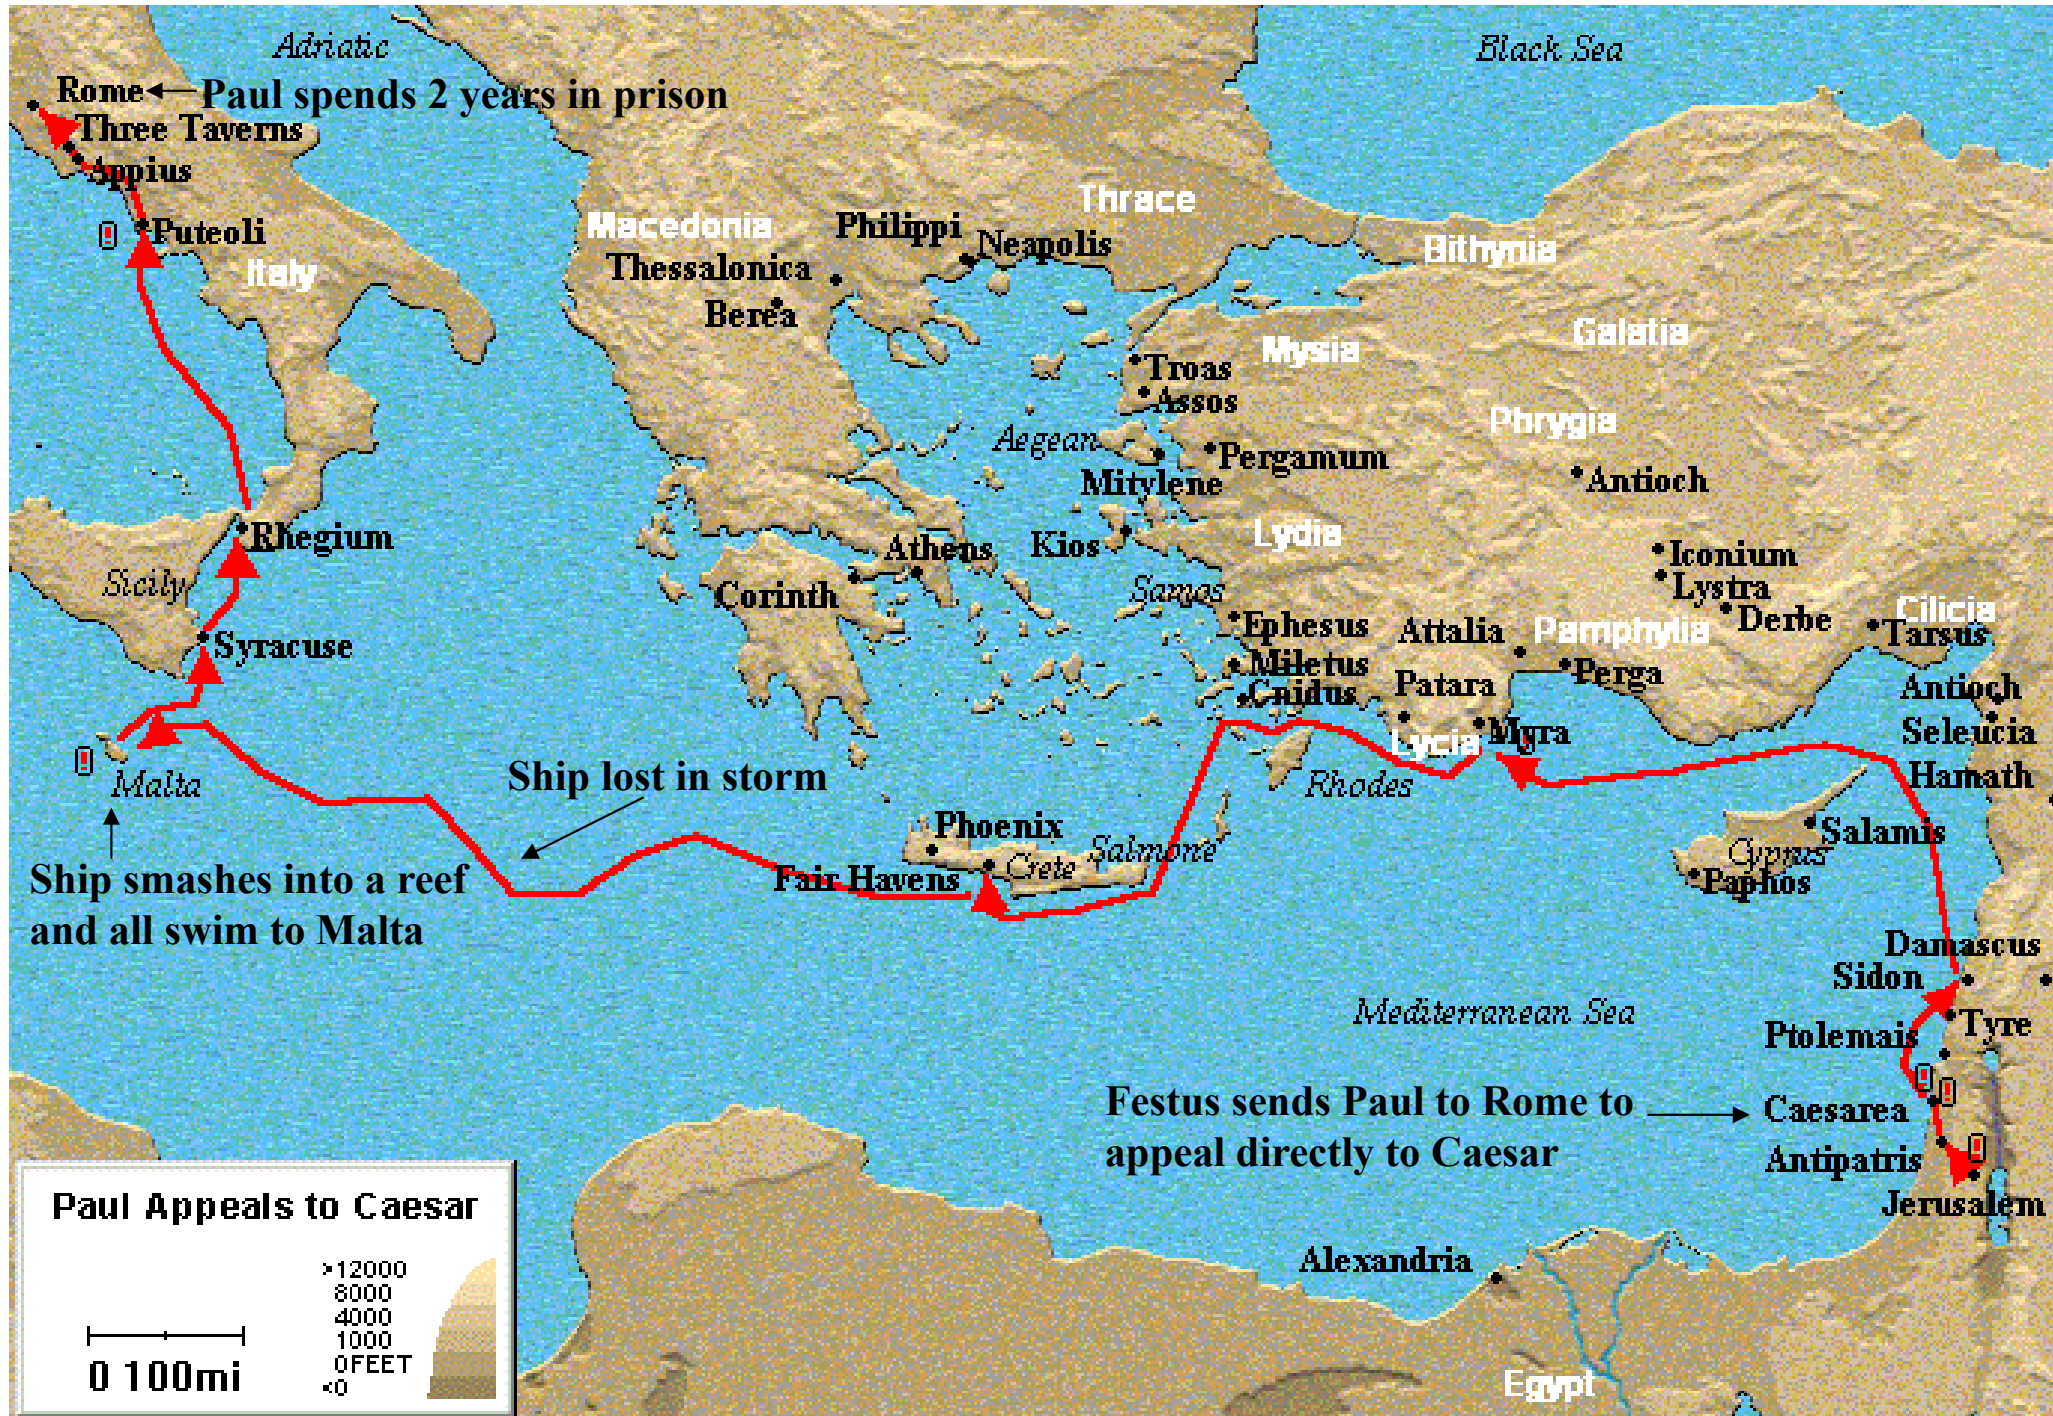 Adriatic
Black Sea
Rome
Paul spends 2 years in prison
Three Taverns
Appius
Puteoli
Italy
Macedonia
Philippi
Thrace
Neapolis
Thessalonica
Berea
Bithynia
Mysia
Galatia
Troas
Assos
Phrygia
Aegean
Pergamum
Mitylene
Antioch
Rhegium
Sicily
Athens
Kios
Lydia
Corinth
Samos
Iconium
Lystra
Derbe
Cilicia
Tarsus
Syracuse
Ephesus
Attalia
Pamphylia
Miletus
Perga
Cnidus
Patara
Antioch
Lycia
Myra
Seleucia
Malta
Ship lost in storm
Rhodes
Hamath
Phoenix
Crete
Salmone
Salamis
Cyprus
Fair Havens
Paphos
Ship smashes into a reef
and all swim to Malta
Damascus
Sidon
Mediterranean Sea
Tyre
Ptolemais
Festus sends Paul to Rome to
appeal directly to Caesar
Caesarea
Antipatris
Jerusalem
Alexandria
Egypt
Paul Appeals to Caesar
>12000
8000
4000
1000
0FEET
<0
0 100mi